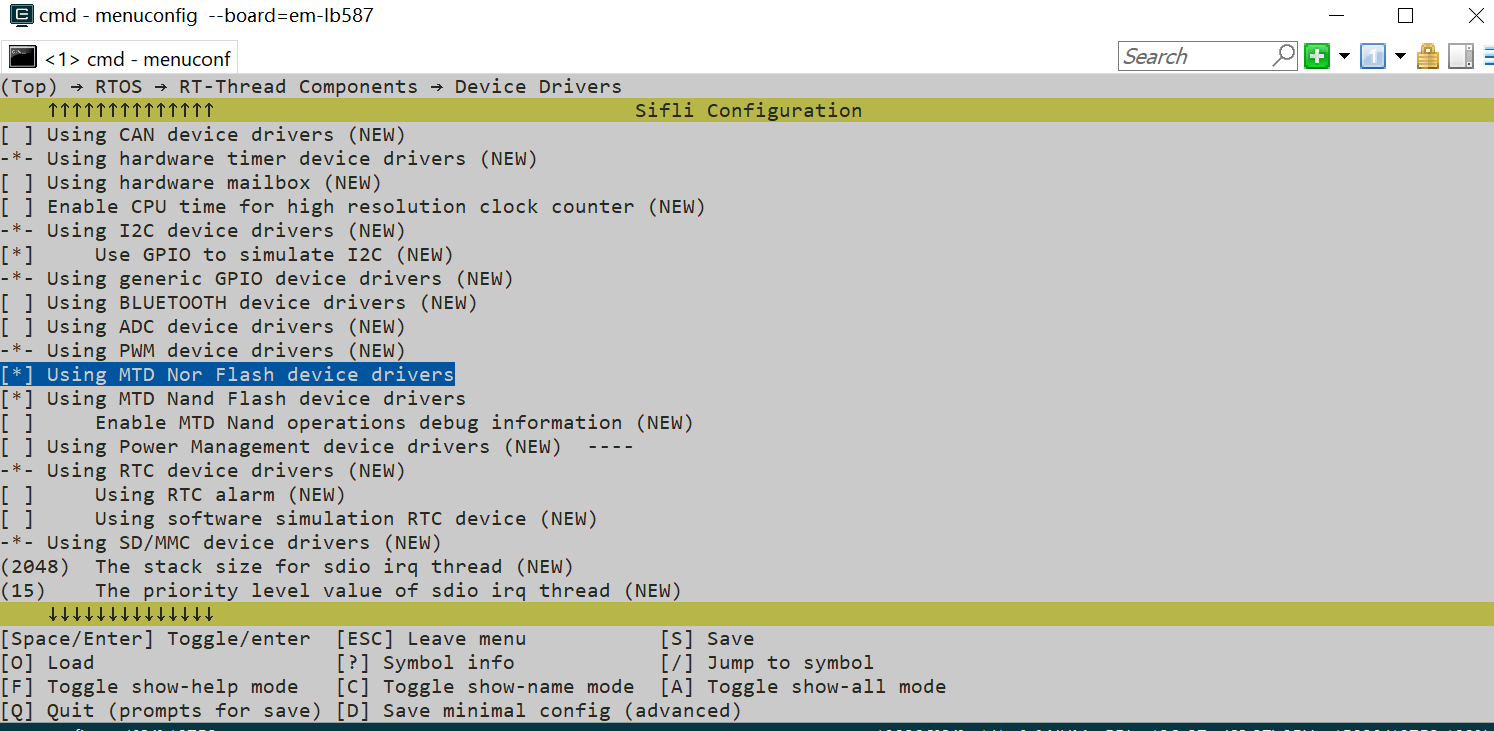 cmd - menuconfig --board=em-lb587
<1> cmd - menuconf
Search
1
(Top) → RTOS → RT-Thread Components → Device Drivers
↑↑↑↑↑↑↑↑↑↑↑↑↑↑ Sifli Configuration
[ ] Using CAN device drivers (NEW)
-*- Using hardware timer device drivers (NEW)
[ ] Using hardware mailbox (NEW)
[ ] Enable CPU time for high resolution clock counter (NEW)
-*- Using I2C device drivers (NEW)
[*] Use GPIO to simulate I2C (NEW)
-*- Using generic GPIO device drivers (NEW)
[ ] Using BLUETOOTH device drivers (NEW)
[ ] Using ADC device drivers (NEW)
-*- Using PWM device drivers (NEW)
[*] Using MTD Nor Flash device drivers
[*] Using MTD Nand Flash device drivers
[ ] Enable MTD Nand operations debug information (NEW)
[ ] Using Power Management device drivers (NEW) ----
-*- Using RTC device drivers (NEW)
[ ] Using RTC alarm (NEW)
[ ] Using software simulation RTC device (NEW)
-*- Using SD/MMC device drivers (NEW)
(2048) The stack size for sdio irq thread (NEW)
(15) The priority level value of sdio irq thread (NEW)
↓↓↓↓↓↓↓↓↓↓↓↓↓↓
[Space/Enter] Toggle/enter [ESC] Leave menu [S] Save
[O] Load [?] Symbol info [/] Jump to symbol
[F] Toggle show-help mode [C] Toggle show-name mode [A] Toggle show-all mode
[Q] Quit (prompts for save) [D] Save minimal config (advanced)